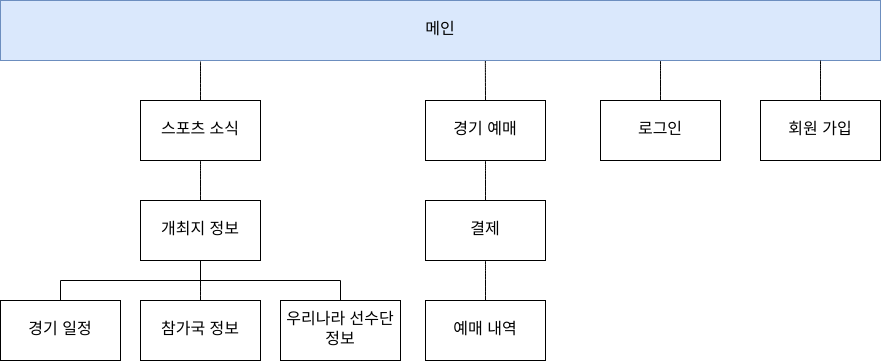 메인
스포츠 소식
경기 예매
로그인
회원 가입
개최지 정보
결제
경기 일정
참가국 정보
우리나라 선수단
정보
예매 내역